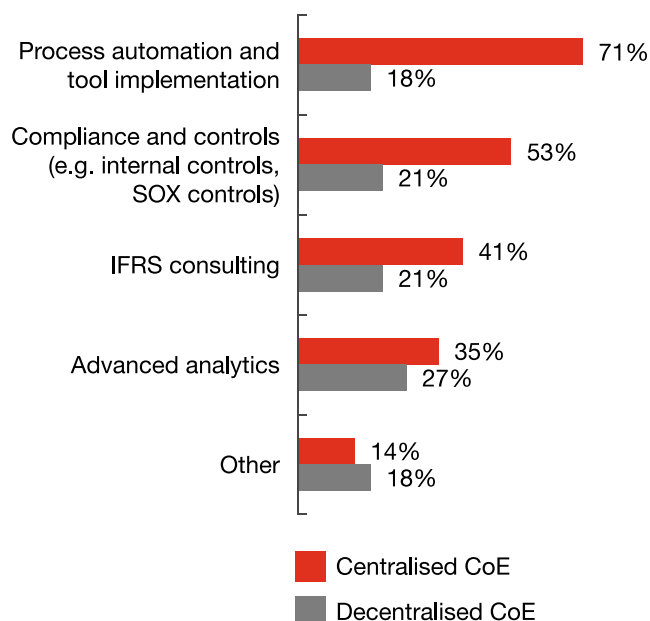 Process automation and
tool implementation
71%
18%
Compliance and controls
(e.g. internal controls,
SOX controls)
53%
21%
IFRS consulting
41%
21%
Advanced analytics
35%
27%
Other
14%
18%
Centralised CoE
Decentralised CoE